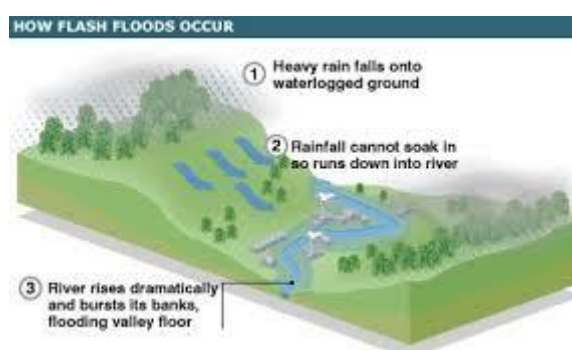 HOW FLASH FLOODS OCCUR
1 Heavy rain falls onto
waterlogged ground
2 Rainfall cannot soak in
so runs down into river
3 River rises dramatically
and bursts its banks,
flooding valley floor